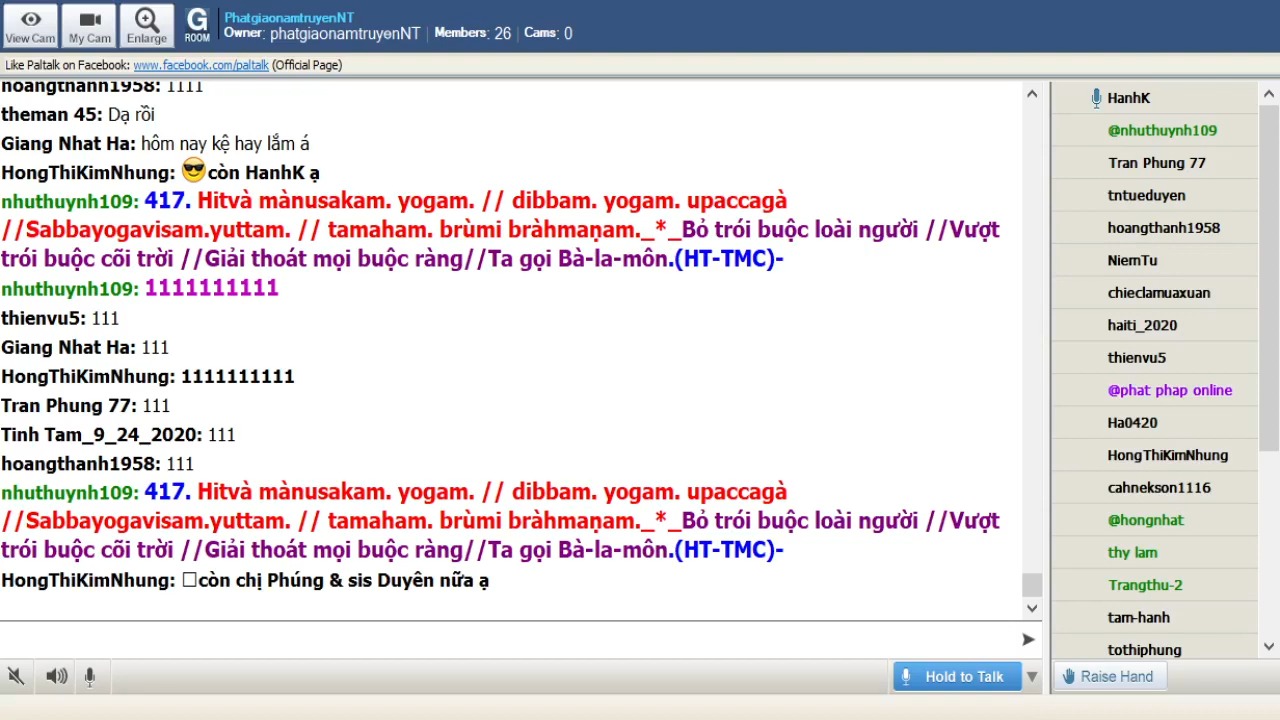 View Cam
My Cam
Enlarge
G
ROOM
PhatgiaonamtruyenNT
Owner: phatgiaonamtruyenNT | Members: 26 | Cams: 0
Like Paltalk on Facebook: www.facebook.com/paltalk (Official Page)
hoangthanh1958: 1111
theman 45: Dạ rồi
Giang Nhat Ha: hôm nay kệ hay lắm á
HongThiKimNhung: 😎còn HanhK ạ
nhuthuynh109: 417. Hitvà mànusakam. yogam. // dibbam. yogam. upaccagà
//Sabbayogavisam.yuttam. // tamaham. brùmi bràhmaṇam._*_Bỏ trói buộc loài người //Vượt
trói buộc cõi trời //Giải thoát mọi buộc ràng//Ta gọi Bà-la-môn.(HT-TMC)-
nhuthuynh109: 1111111111
thienvu5: 111
Giang Nhat Ha: 111
HongThiKimNhung: 1111111111
Tran Phung 77: 111
Tinh Tam_9_24_2020: 111
hoangthanh1958: 111
nhuthuynh109: 417. Hitvà mànusakam. yogam. // dibbam. yogam. upaccagà
//Sabbayogavisam.yuttam. // tamaham. brùmi bràhmaṇam._*_Bỏ trói buộc loài người //Vượt
trói buộc cõi trời //Giải thoát mọi buộc ràng//Ta gọi Bà-la-môn.(HT-TMC)-
HongThiKimNhung: □còn chị Phúng & sis Duyên nữa ạ
HanhK
@nhuthuynh109
Tran Phung 77
tntueduyen
hoangthanh1958
NiemTu
chieclamuaxuan
haiti_2020
thienvu5
@phat phap online
Ha0420
HongThiKimNhung
cahnekson1116
@hongnhat
thy lam
Trangthu-2
tam-hanh
tothiphung
Hold to Talk
Raise Hand